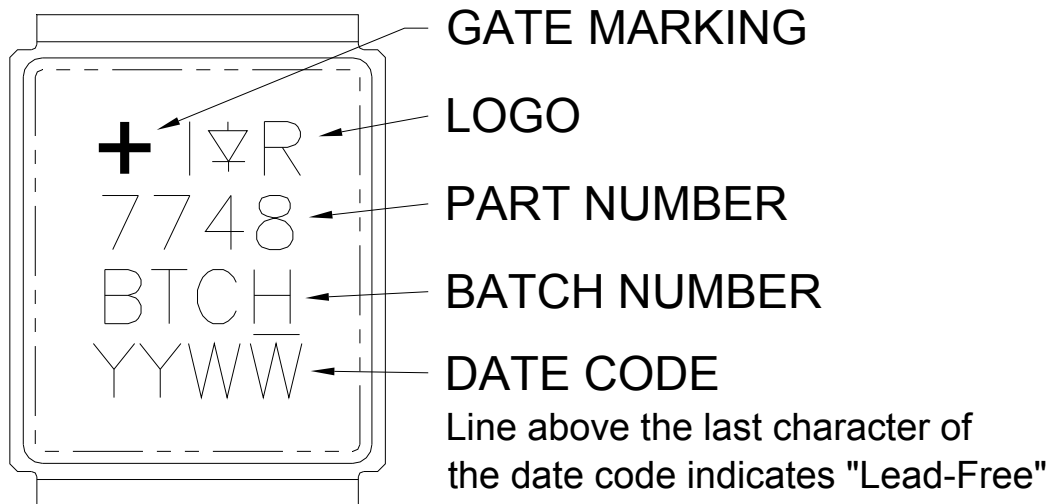 GATE MARKING
+ I R
LOGO
7748
PART NUMBER
BTCH
BATCH NUMBER
YYWW̅
DATE CODE
Line above the last character of
the date code indicates "Lead-Free"